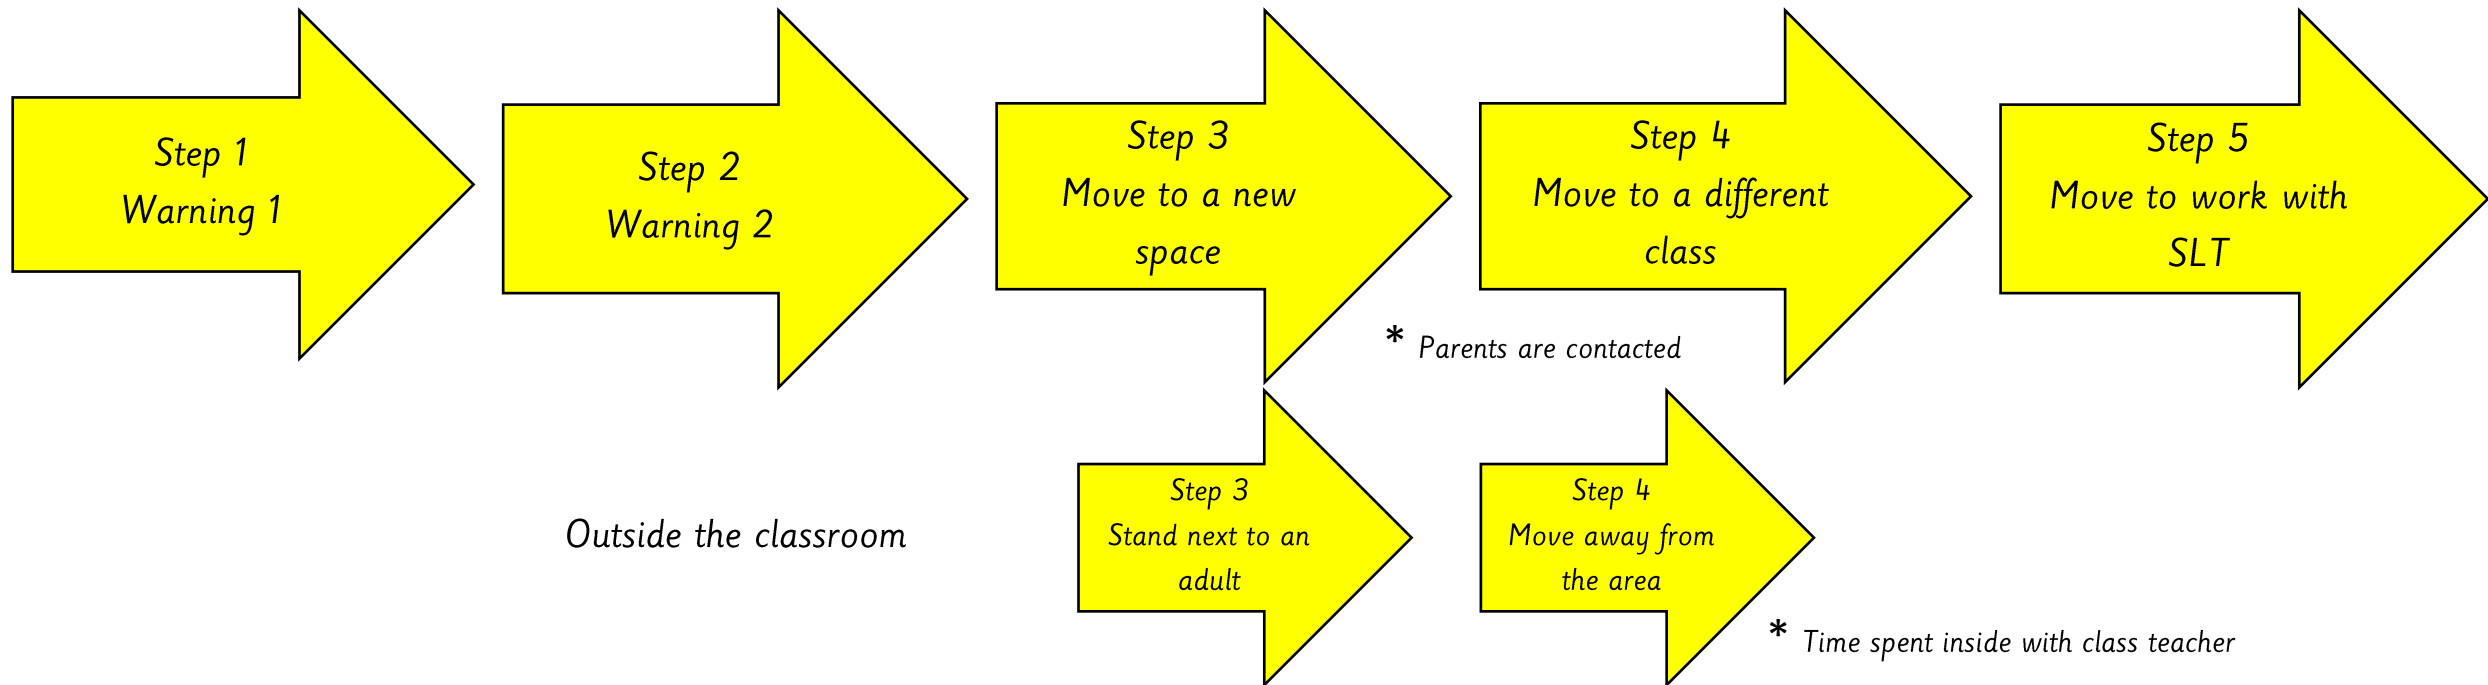 Step 1
Warning 1
Step 2
Warning 2
Step 3
Move to a new
space
Step 4
Move to a different
class
Step 5
Move to work with
SLT
* Parents are contacted
Outside the classroom
Step 3
Stand next to an
adult
Step 4
Move away from
the area
* Time spent inside with class teacher